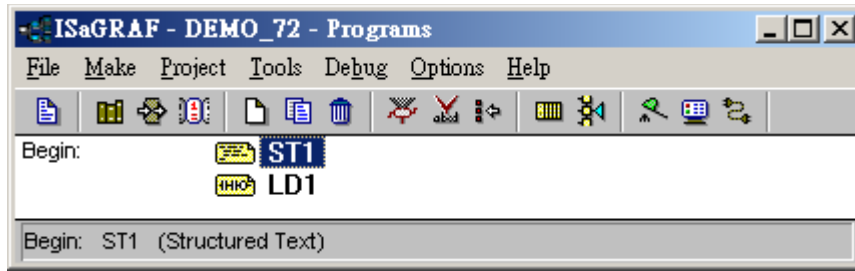 ISaGRAF - DEMO_72 - Programs
File Make Project Tools Debug Options Help
Begin: ST1
LD1
Begin: ST1 (Structured Text)